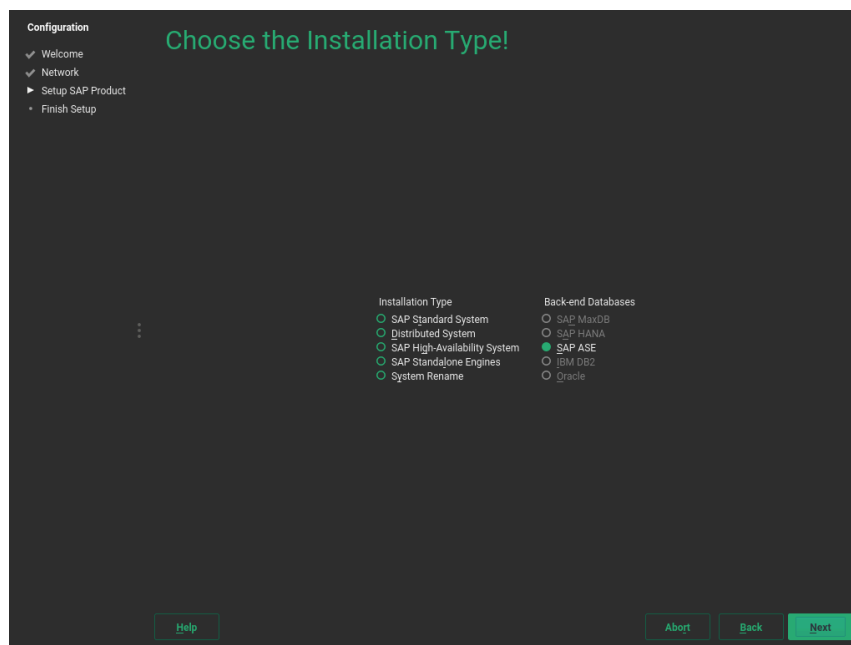 Configuration
Welcome
Network
Setup SAP Product
Finish Setup
Choose the Installation Type!
Installation Type
SAP Standard System
Distributed System
SAP High-Availability System
SAP Standalone Engines
System Rename
Back-end Databases
SAP MaxDB
SAP HANA
SAP ASE
IBM DB2
Oracle
Help
Abort
Back
Next